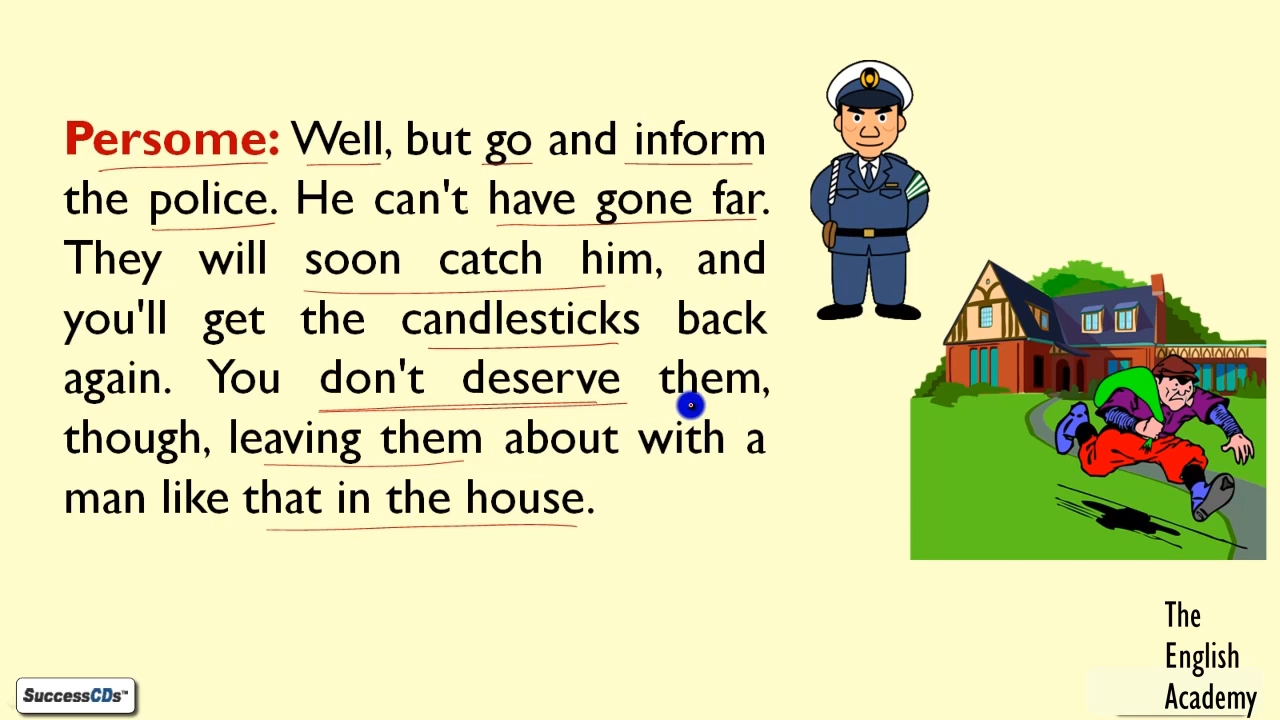 Persome: Well, but go and inform
the police. He can't have gone far.
They will soon catch him, and
you'll get the candlesticks back
again. You don't deserve them,
though, leaving them about with a
man like that in the house.
The
English
Academy
SuccessCDs™